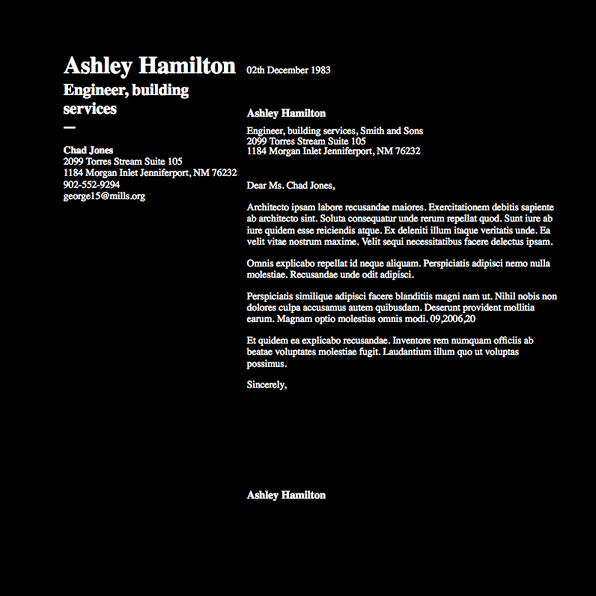 Ashley Hamilton
Engineer, building
services
—
Chad Jones
2099 Torres Stream Suite 105
1184 Morgan Inlet Jenniferport, NM 76232
902-552-9294
george15@mills.org
02th December 1983
Ashley Hamilton
Engineer, building services, Smith and Sons
2099 Torres Stream Suite 105
1184 Morgan Inlet Jenniferport, NM 76232
Dear Ms. Chad Jones,
Architecto ipsam labore recusandae maiores. Exercitationem debitis sapiente
ab architecto sint. Soluta consequatur unde rerum repellat quod. Sunt iure ab
iure quidem esse reiciendis atque. Ex deleniti illum itaque veritatis unde. Ea
velit vitae nostrum maxime. Velit sequi necessitatibus facere delectus ipsam.
Omnis explicabo repellat id neque aliquam. Perspiciatis adipisci nemo nulla
molestiae. Recusandae unde odit adipisci.
Perspiciatis similique adipisci facere blanditiis magni nam ut. Nihil nobis non
dolores culpa accusamus autem quibusdam. Deserunt provident mollitia
earum. Magnam optio molestias omnis modi. 09,2006,20
Et quidem ea explicabo recusandae. Inventore rem numquam officiis ab
beatae voluptates molestiae fugit. Laudantium illum quo ut voluptas
possimus.
Sincerely,
Ashley Hamilton